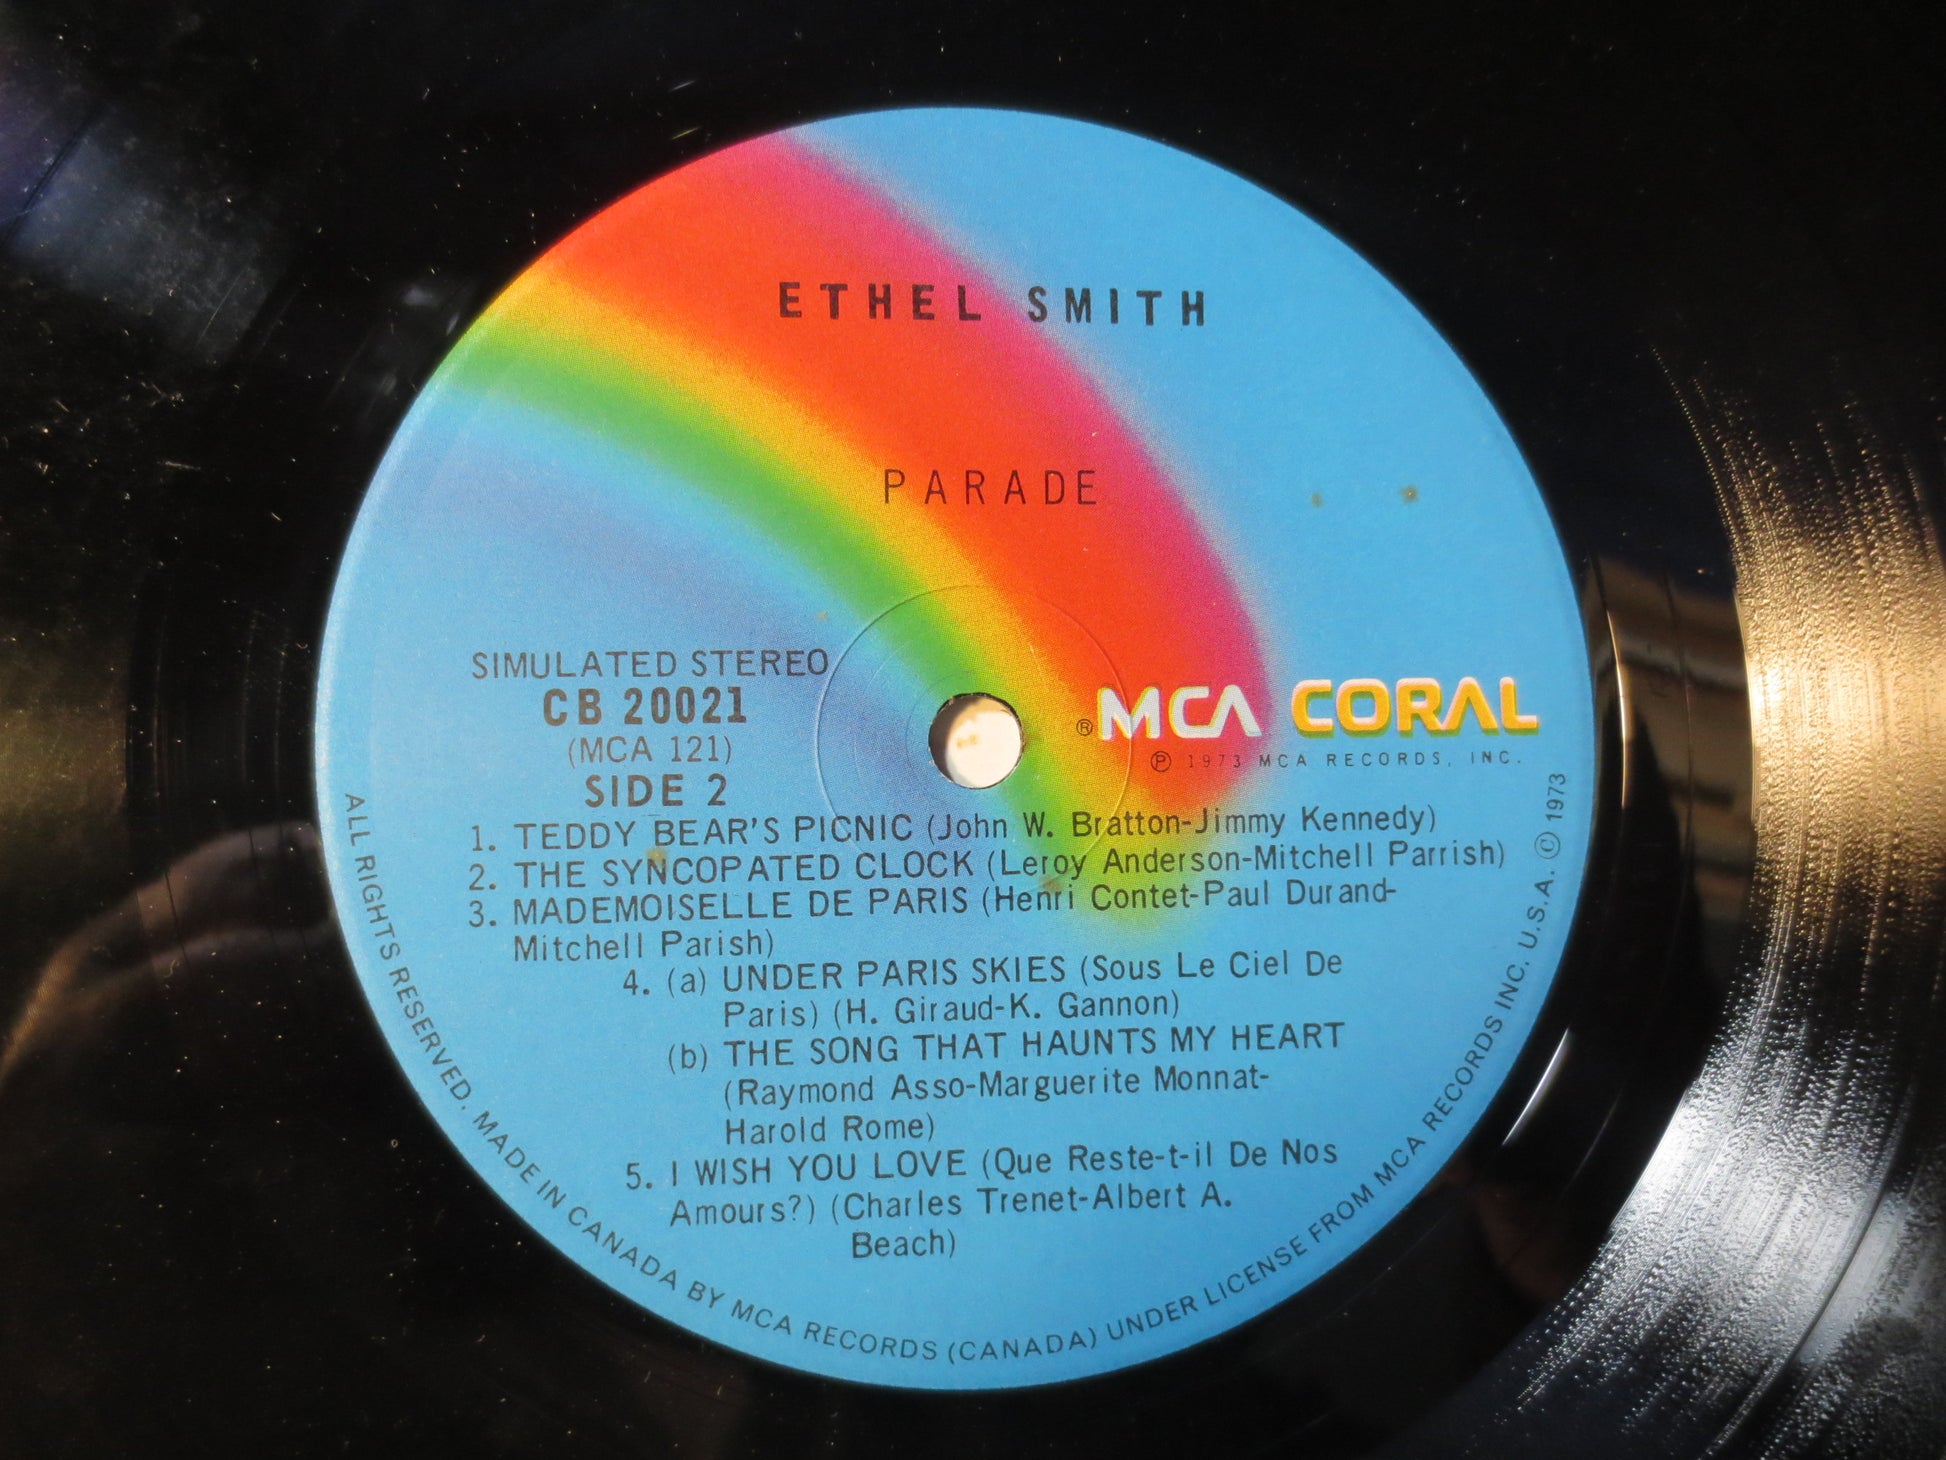 ETHEL SMITH
PARADE
SIMULATED STEREO
CB 20021
(MCA 121)
SIDE 2
® MCA CORAL
Ⓟ 1973 MCA RECORDS, INC.
1. TEDDY BEAR'S PICNIC (John W. Bratton-Jimmy Kennedy)
2. THE SYNCOPATED CLOCK (Leroy Anderson-Mitchell Parrish)
3. MADEMOISELLE DE PARIS (Henri Contet-Paul Durand-
Mitchell Parish)
4. (a) UNDER PARIS SKIES (Sous Le Ciel De
Paris) (H. Giraud-K. Gannon)
(b) THE SONG THAT HAUNTS MY HEART
(Raymond Asso-Marguerite Monnat-
Harold Rome)
5. I WISH YOU LOVE (Que Reste-t-il De Nos
Amours?) (Charles Trenet-Albert A.
Beach)
ALL RIGHTS RESERVED. MADE IN CANADA BY MCA RECORDS (CANADA) UNDER LICENSE FROM MCA RECORDS INC. U.S.A. © 1973